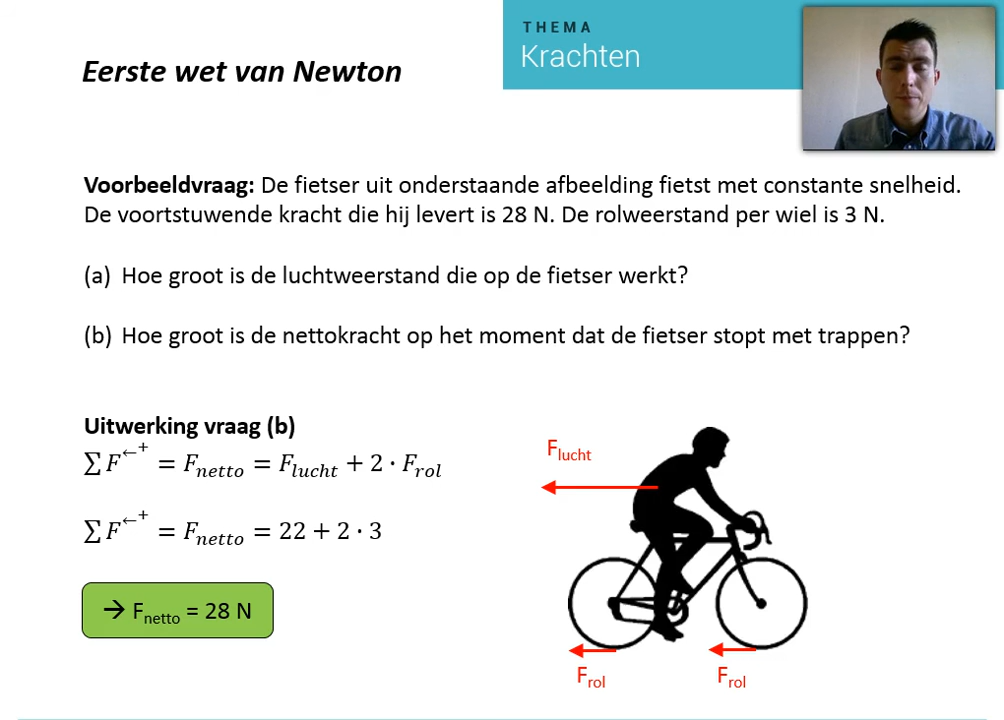 THEMA
Krachten
Eerste wet van Newton
Voorbeeldvraag: De fietser uit onderstaande afbeelding fietst met constante snelheid.
De voortstuwende kracht die hij levert is 28 N. De rolweerstand per wiel is 3 N.
(a) Hoe groot is de luchtweerstand die op de fietser werkt?
(b) Hoe groot is de nettokracht op het moment dat de fietser stopt met trappen?
Uitwerking vraag (b)
∑F←+ = Fnetto = Flucht + 2 · Frol
∑F←+ = Fnetto = 22 + 2 · 3
→ Fnetto = 28 N
Flucht
Frol
Frol